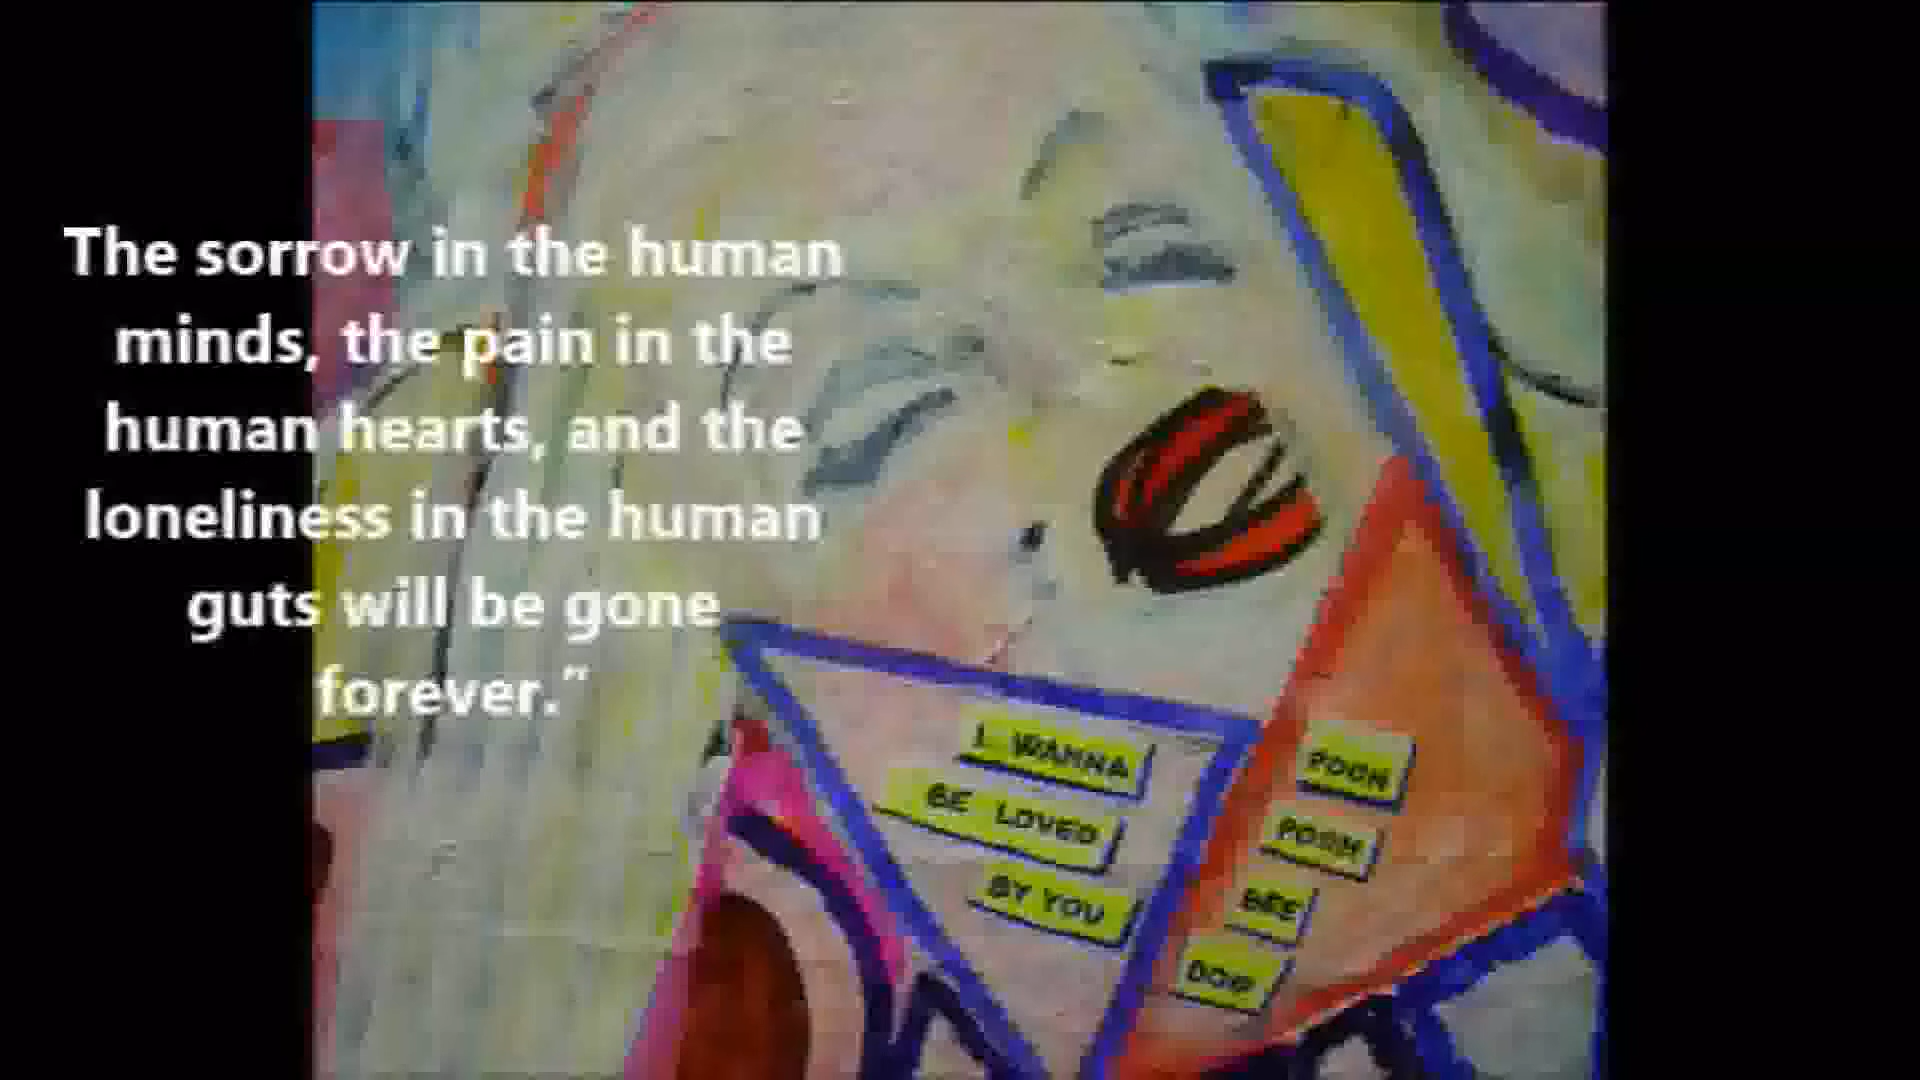 The sorrow in the human
minds, the pain in the
human hearts, and the
loneliness in the human
guts will be gone
forever.”
I WANNA
BE LOVED
BY YOU
POOH
POOH
BEE